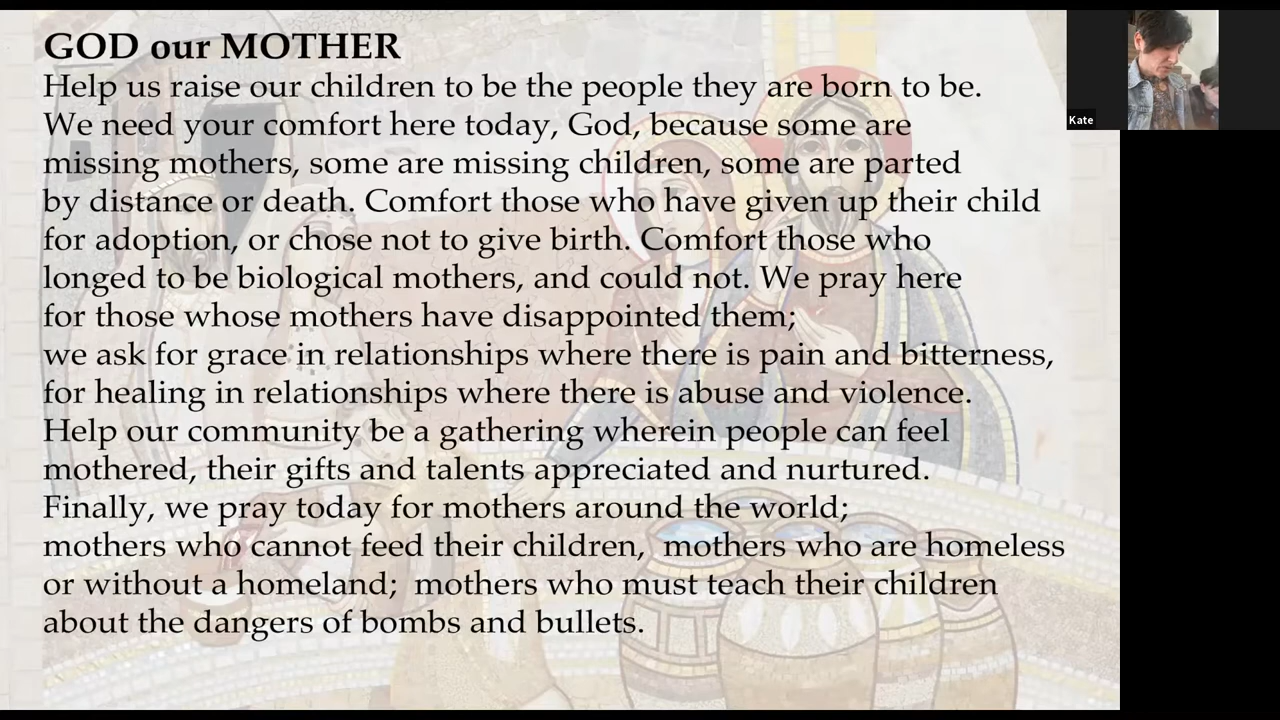 GOD our MOTHER
Help us raise our children to be the people they are born to be.
We need your comfort here today, God, because some are
missing mothers, some are missing children, some are parted
by distance or death. Comfort those who have given up their child
for adoption, or chose not to give birth. Comfort those who
longed to be biological mothers, and could not. We pray here
for those whose mothers have disappointed them;
we ask for grace in relationships where there is pain and bitterness,
for healing in relationships where there is abuse and violence.
Help our community be a gathering wherein people can feel
mothered, their gifts and talents appreciated and nurtured.
Finally, we pray today for mothers around the world;
mothers who cannot feed their children,  mothers who are homeless
or without a homeland;  mothers who must teach their children
about the dangers of bombs and bullets.
Kate